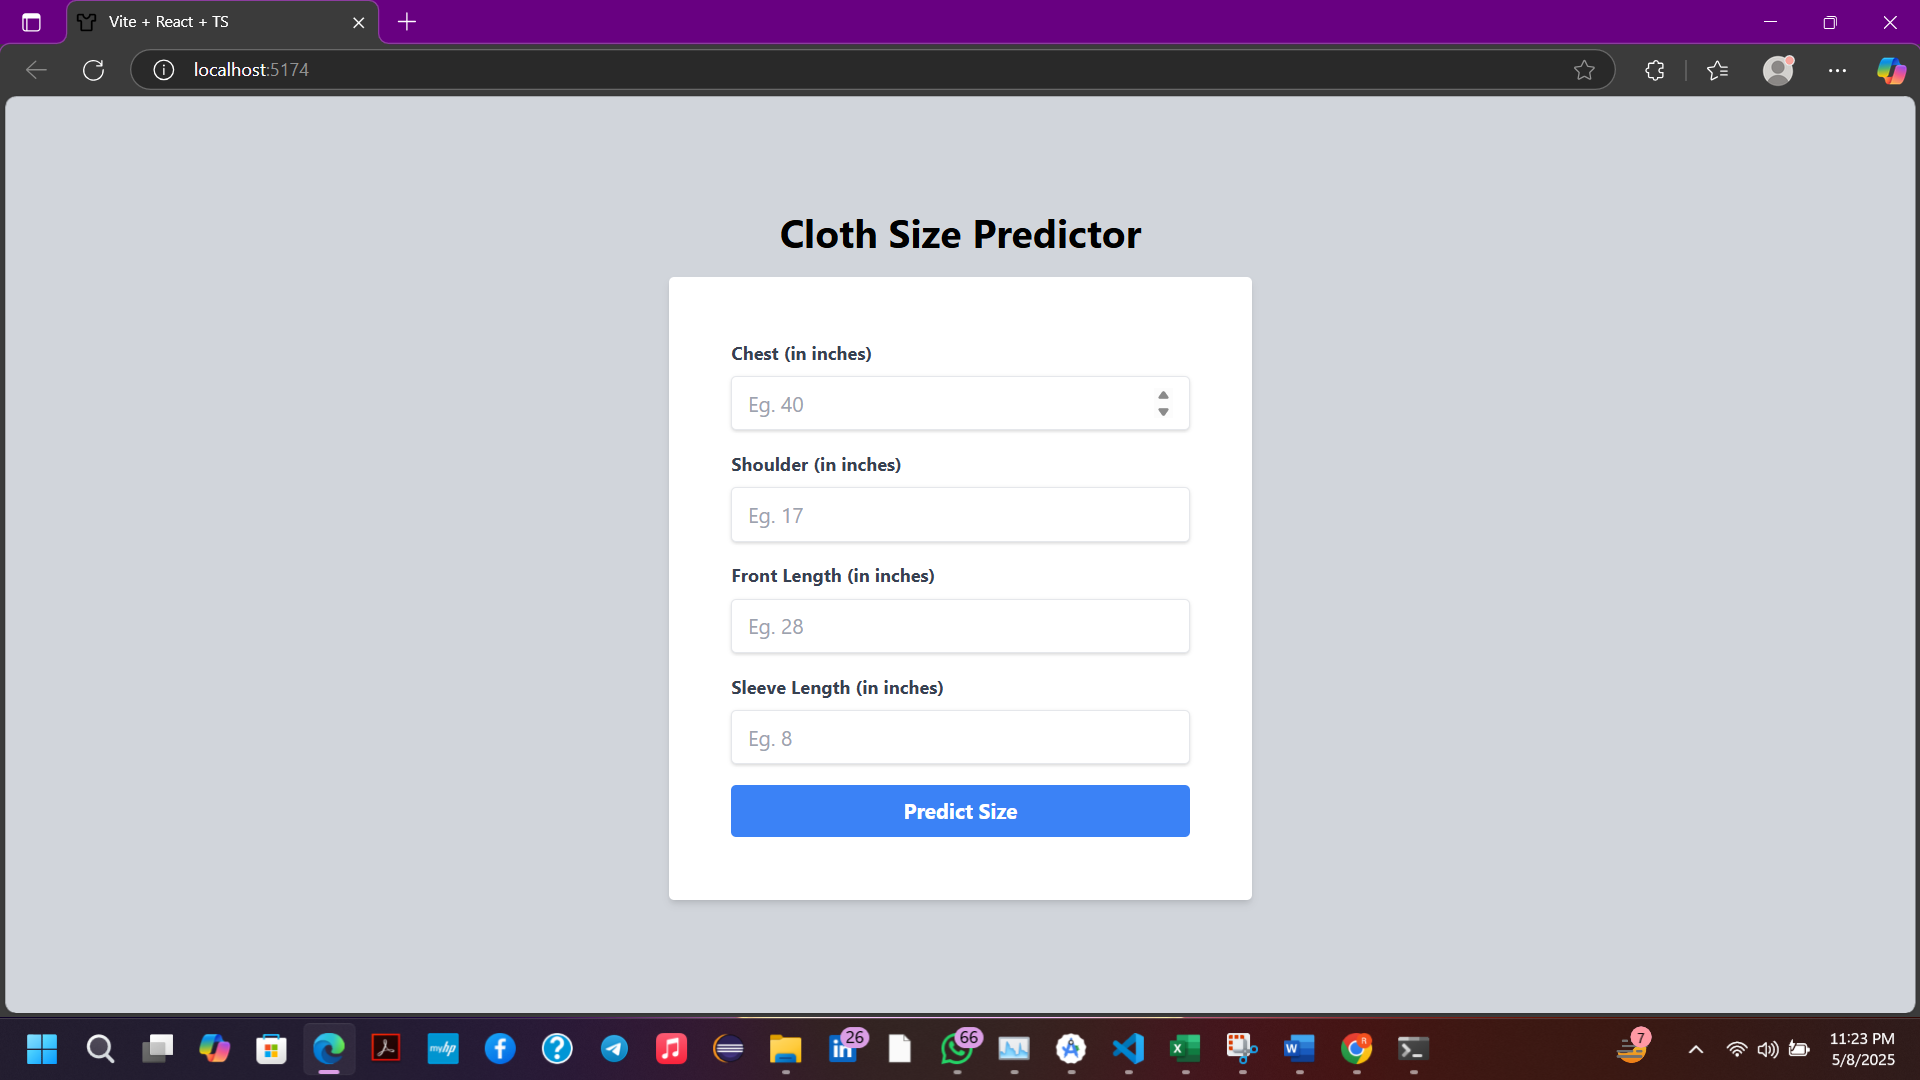 Vite + React + TS
localhost:5174
Cloth Size Predictor
Chest (in inches)
Eg. 40
Shoulder (in inches)
Eg. 17
Front Length (in inches)
Eg. 28
Sleeve Length (in inches)
Eg. 8
Predict Size
myhp
26
66
7
11:23 PM
5/8/2025